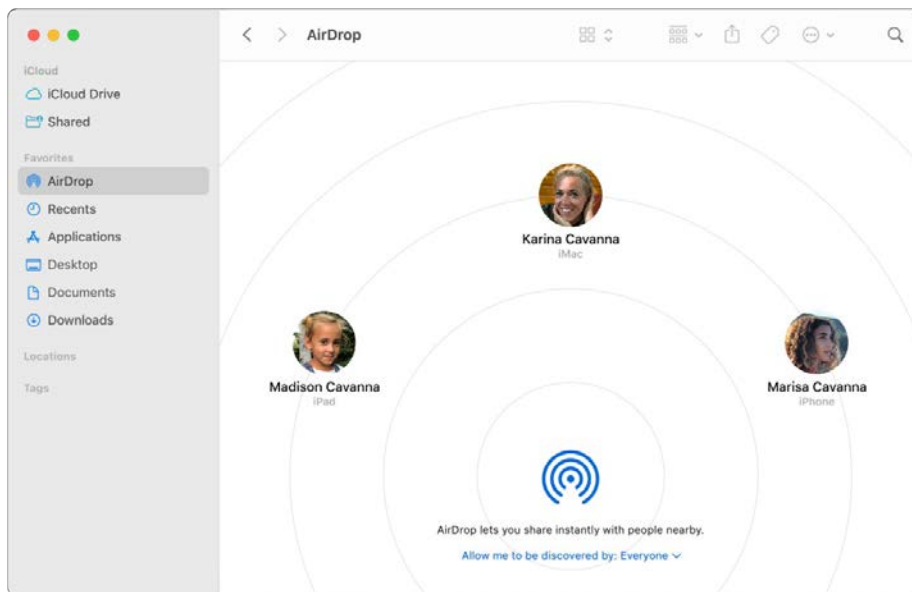 AirDrop
iCloud
iCloud Drive
Shared
Favorites
AirDrop
Recents
Applications
Desktop
Documents
Downloads
Locations
Tags
Karina Cavanna
iMac
Madison Cavanna
iPad
Marisa Cavanna
iPhone
AirDrop lets you share instantly with people nearby.
Allow me to be discovered by: Everyone